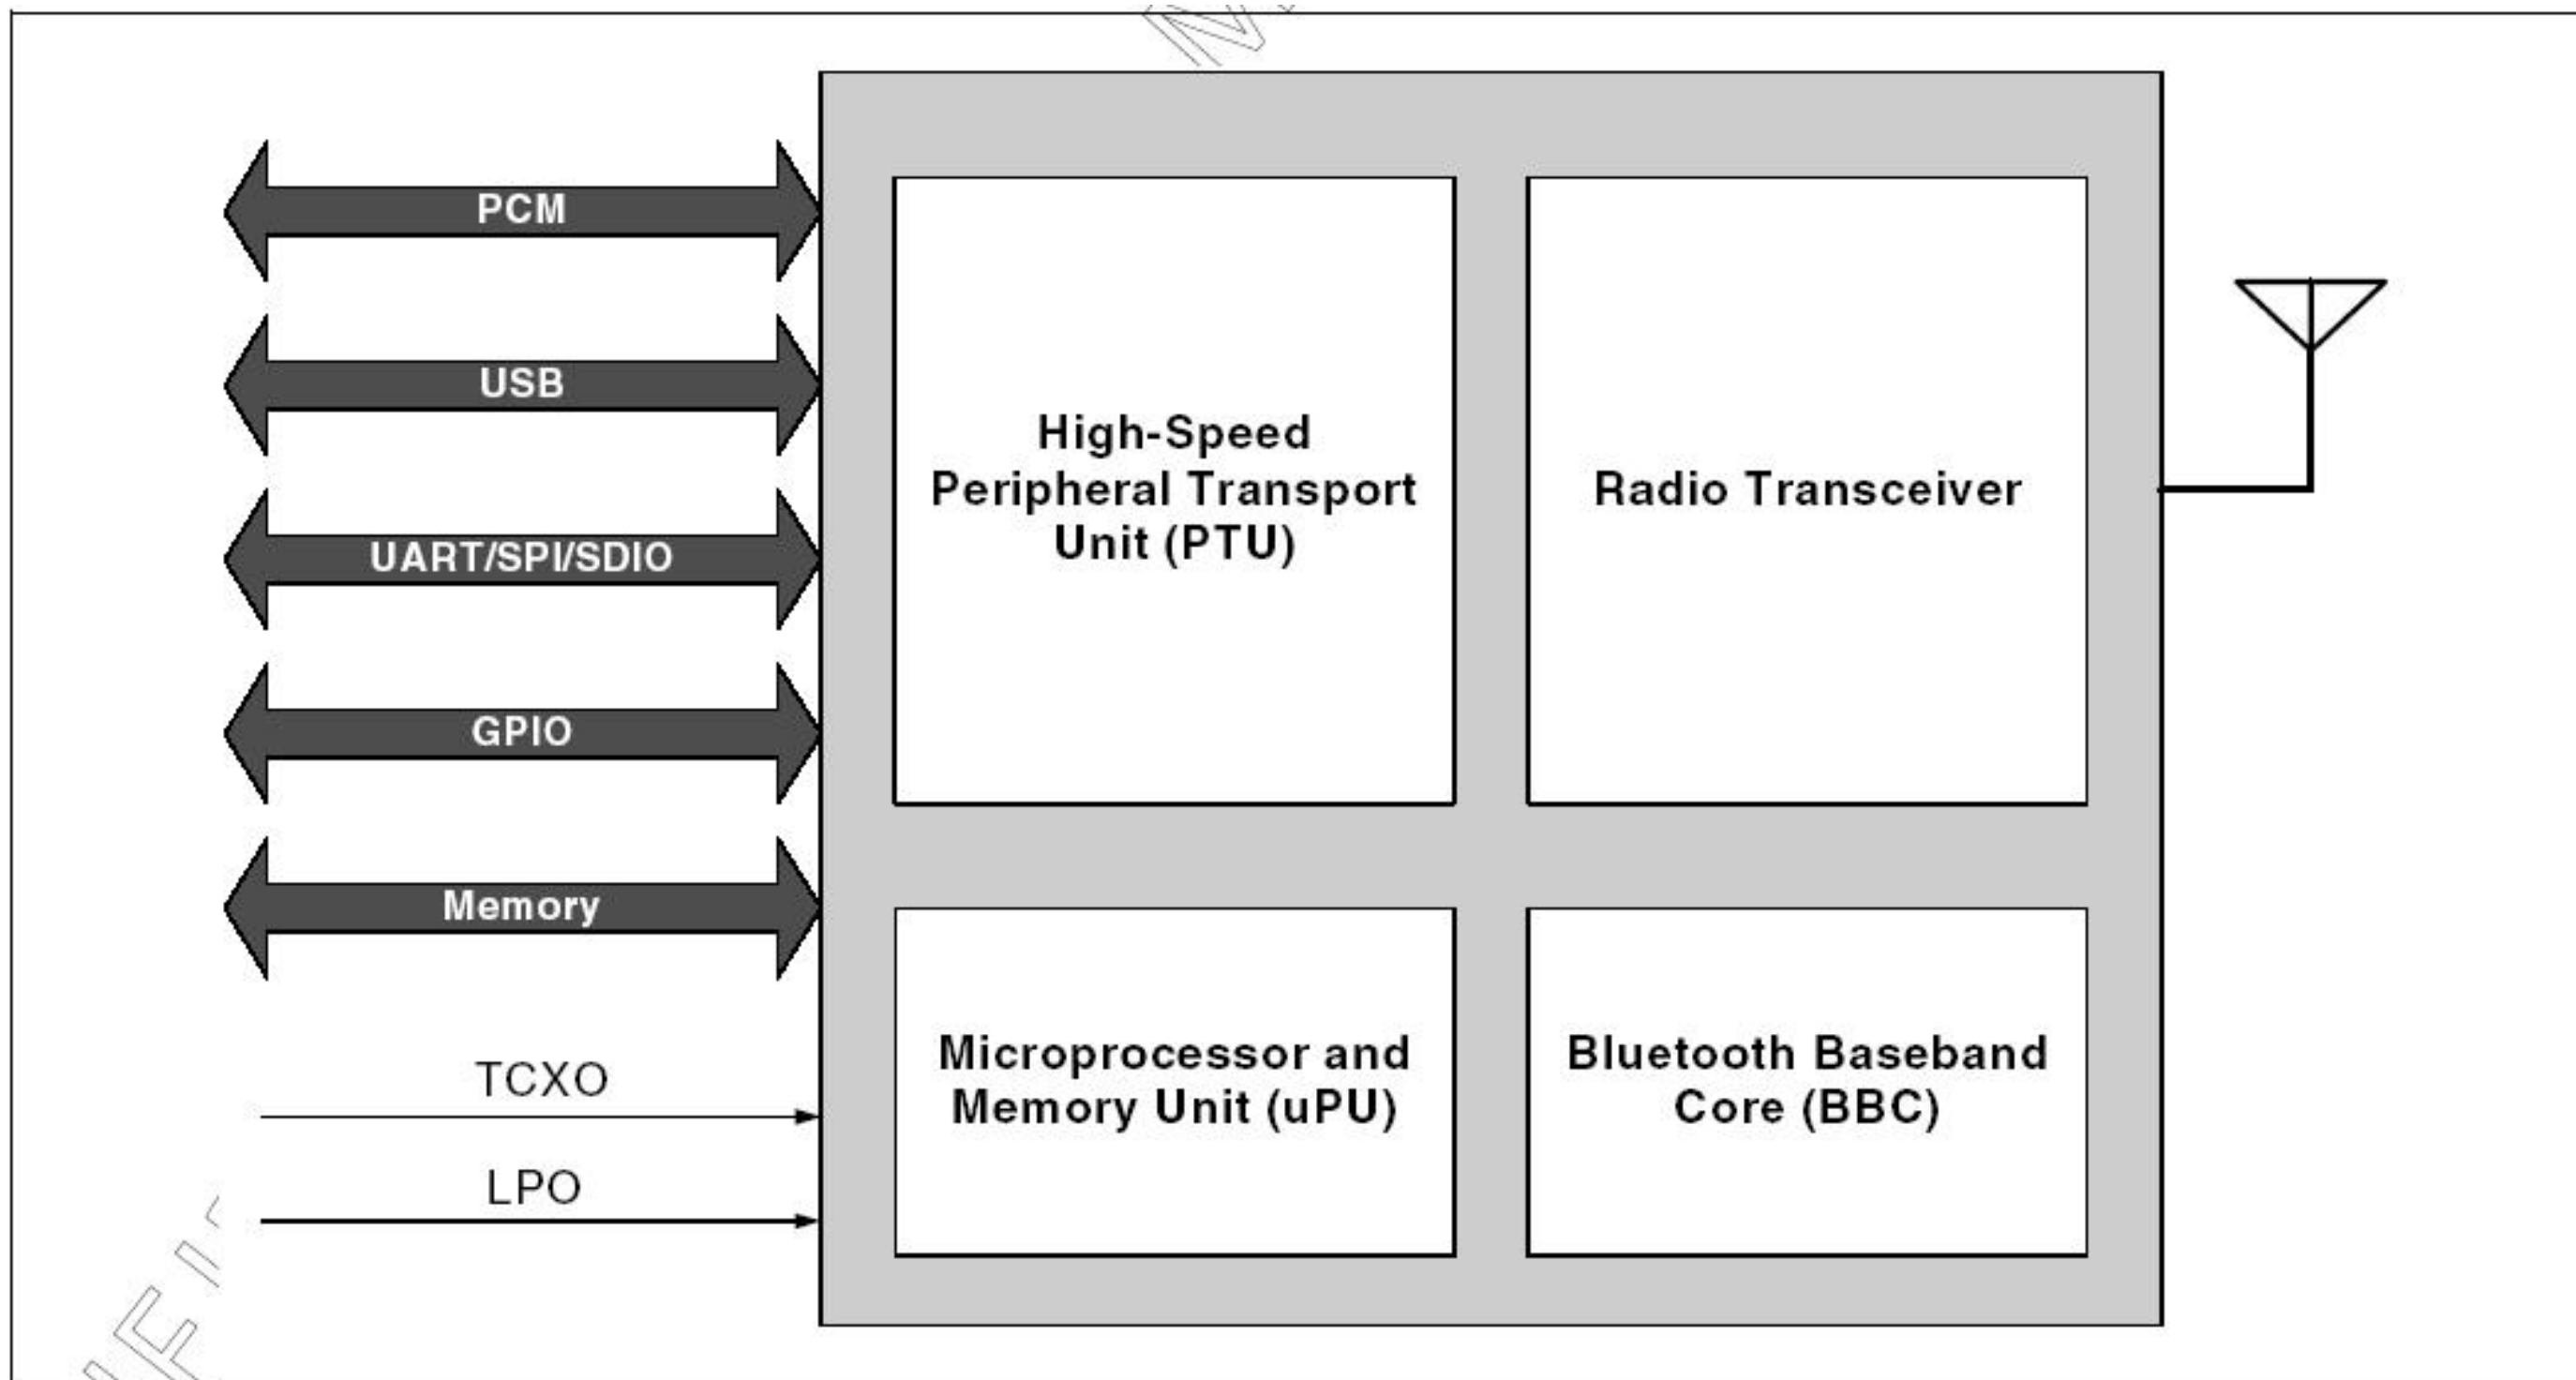 PCM
USB
UART/SPI/SDIO
GPIO
Memory
TCXO
LPO
High-Speed
Peripheral Transport
Unit (PTU)
Radio Transceiver
Microprocessor and
Memory Unit (uPU)
Bluetooth Baseband
Core (BBC)